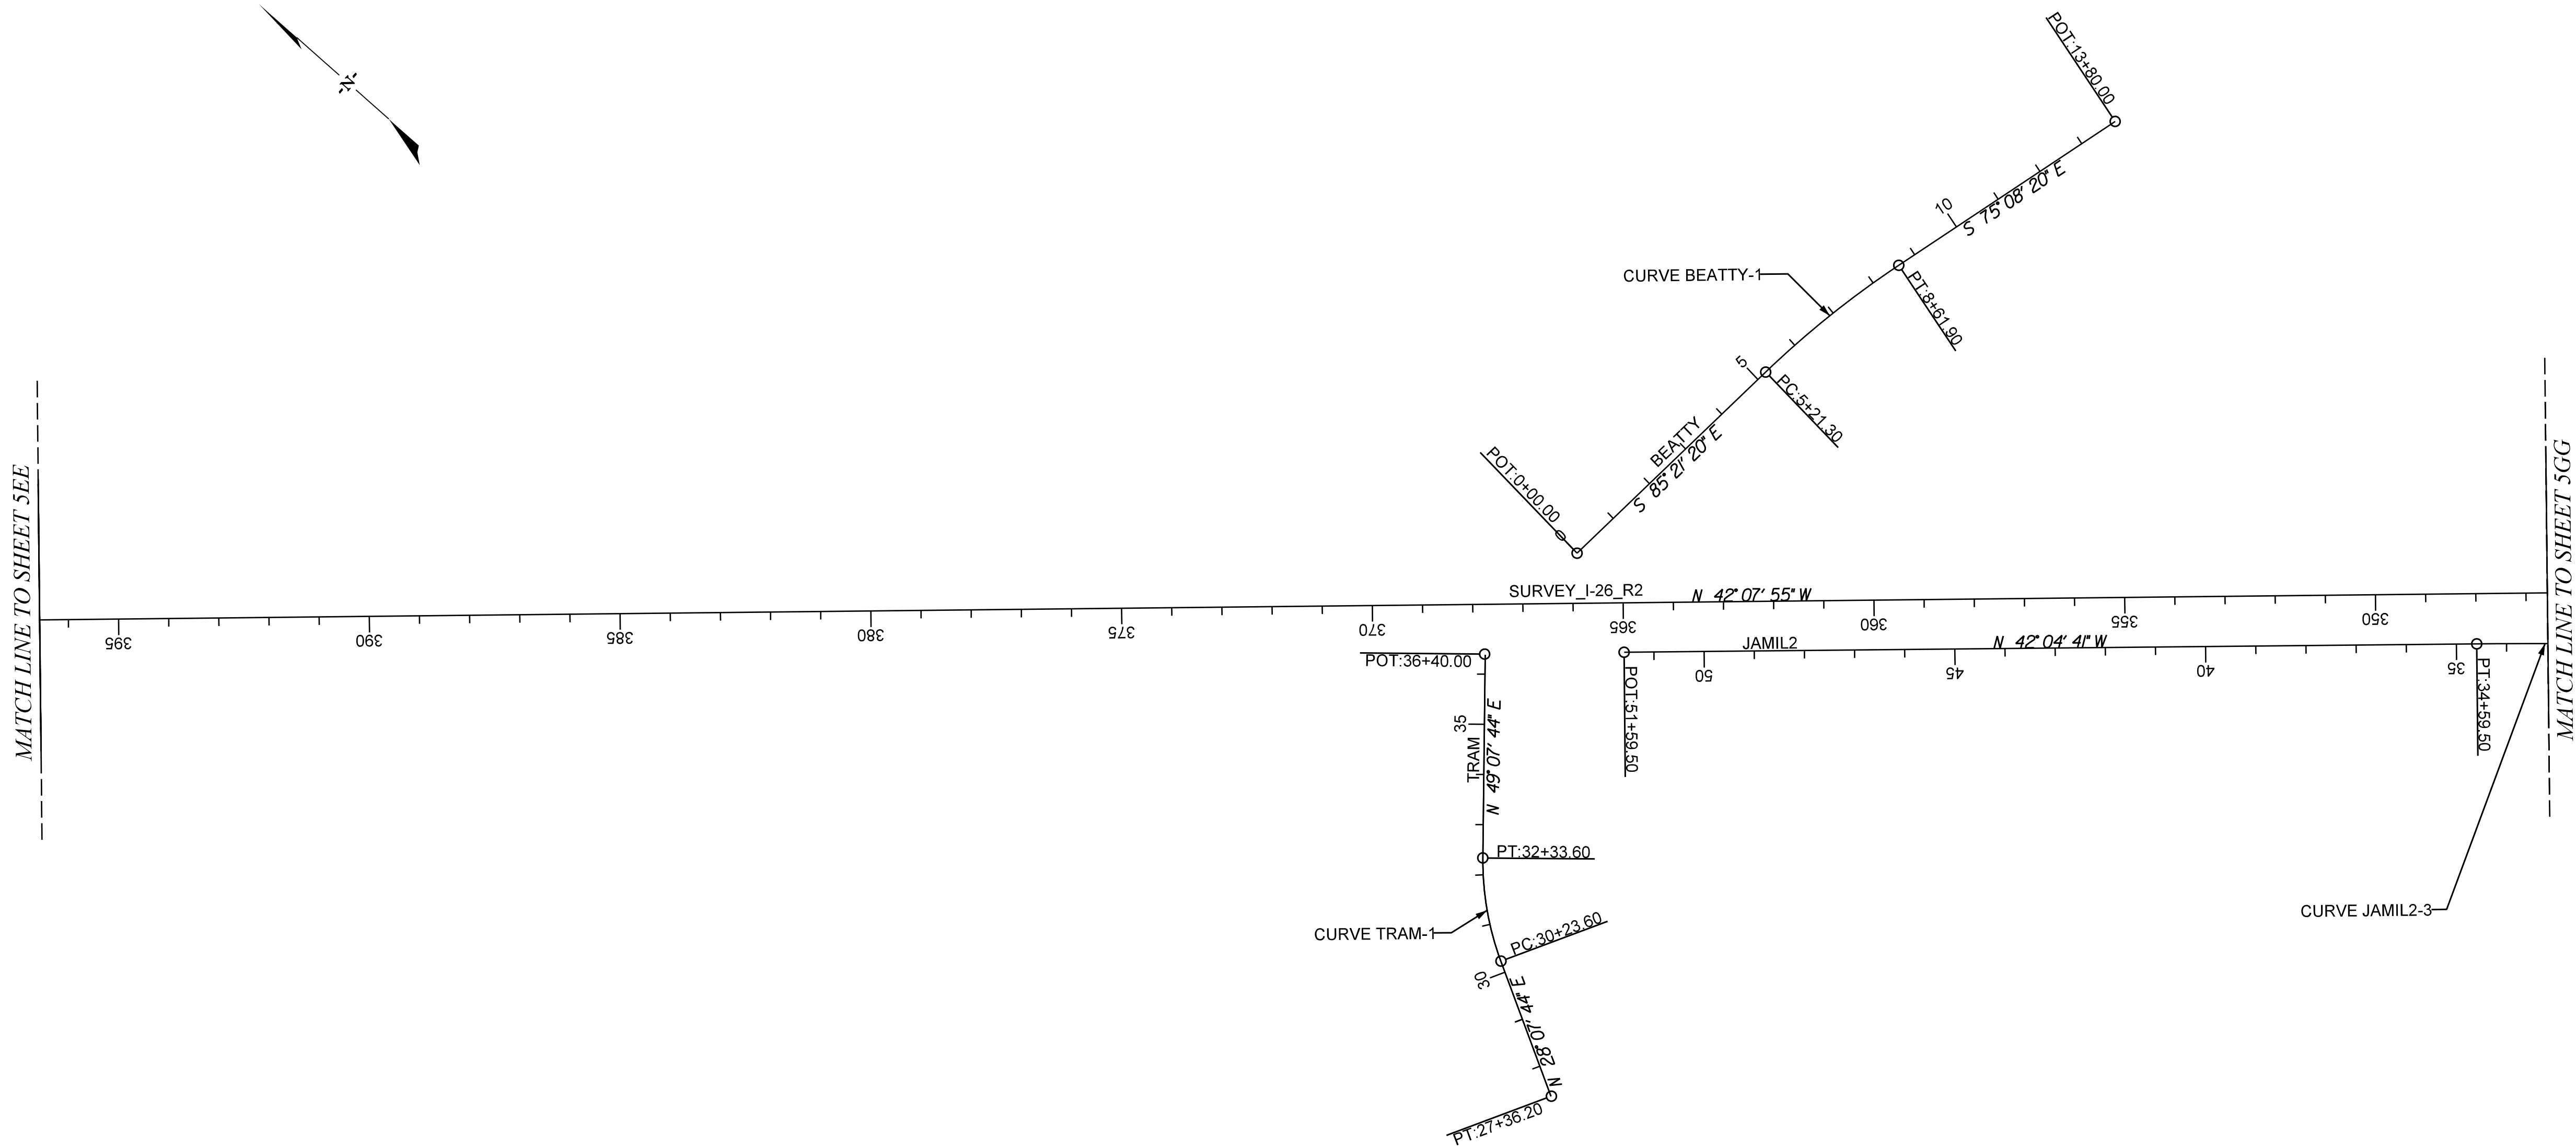 -N-
POT:13+80.00
10
S 75° 08' 20" E
CURVE BEATTY-1
PT:8+61.90
5
PC:5+21.30
BEATTY
S 85° 21' 20" E
POT:0+00.00
MATCH LINE TO SHEET 5EE
MATCH LINE TO SHEET 5GG
SURVEY_I-26_R2
N 42° 07' 55" W
395
390
385
380
375
370
365
360
355
350
JAMIL2
N 42° 04' 41" W
POT:36+40.00
50
45
40
35
POT:51+59.50
PT:34+59.50
35
TRAM
N 49° 07' 44" E
PT:32+33.60
CURVE TRAM-1
PC:30+23.60
30
N 28° 07' 44" E
PT:27+36.20
CURVE JAMIL2-3